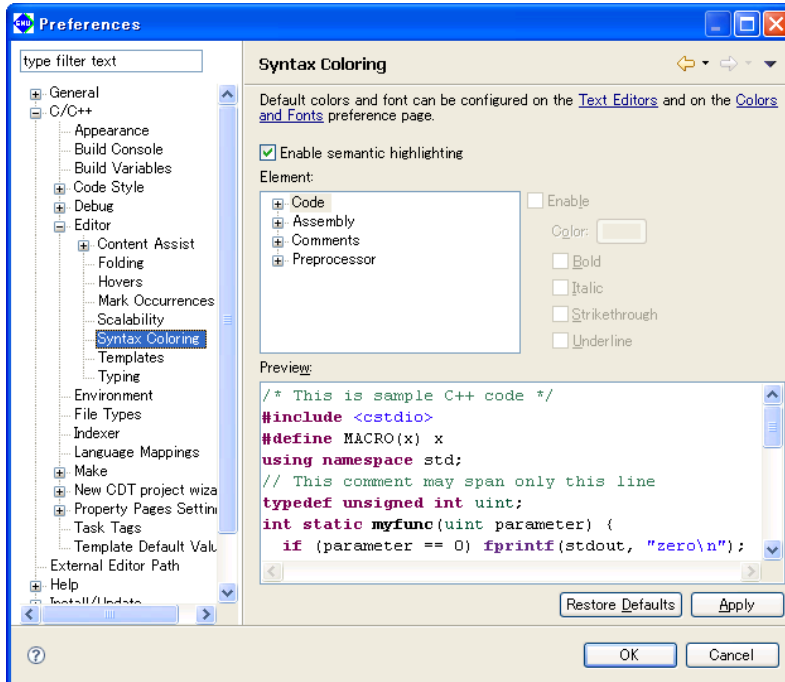 Preferences
type filter text
General
C/C++
Appearance
Build Console
Build Variables
Code Style
Debug
Editor
Content Assist
Folding
Hovers
Mark Occurrences
Scalability
Syntax Coloring
Templates
Typing
Environment
File Types
Indexer
Language Mappings
Make
New CDT project wiza
Property Pages Settin
Task Tags
Template Default Valu
External Editor Path
Help
Install/Update
Syntax Coloring
Default colors and font can be configured on the Text Editors and on the Colors
and Fonts preference page.
Enable semantic highlighting
Element:
Code
Assembly
Comments
Preprocessor
Enable
Color:
Bold
Italic
Strikethrough
Underline
Preview:
/* This is sample C++ code */
#include <cstdio>
#define MACRO(x) x
using namespace std;
// This comment may span only this line
typedef unsigned int uint;
int static myfunc(uint parameter) {
if (parameter == 0) fprintf(stdout, "zero\n");
Restore Defaults
Apply
OK
Cancel